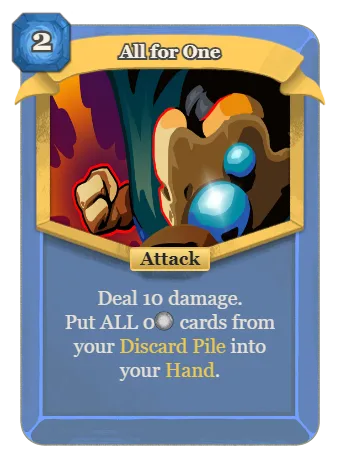 2
All for One
Attack
Deal 10 damage.
Put ALL 0 cards from
your Discard Pile into
your Hand.